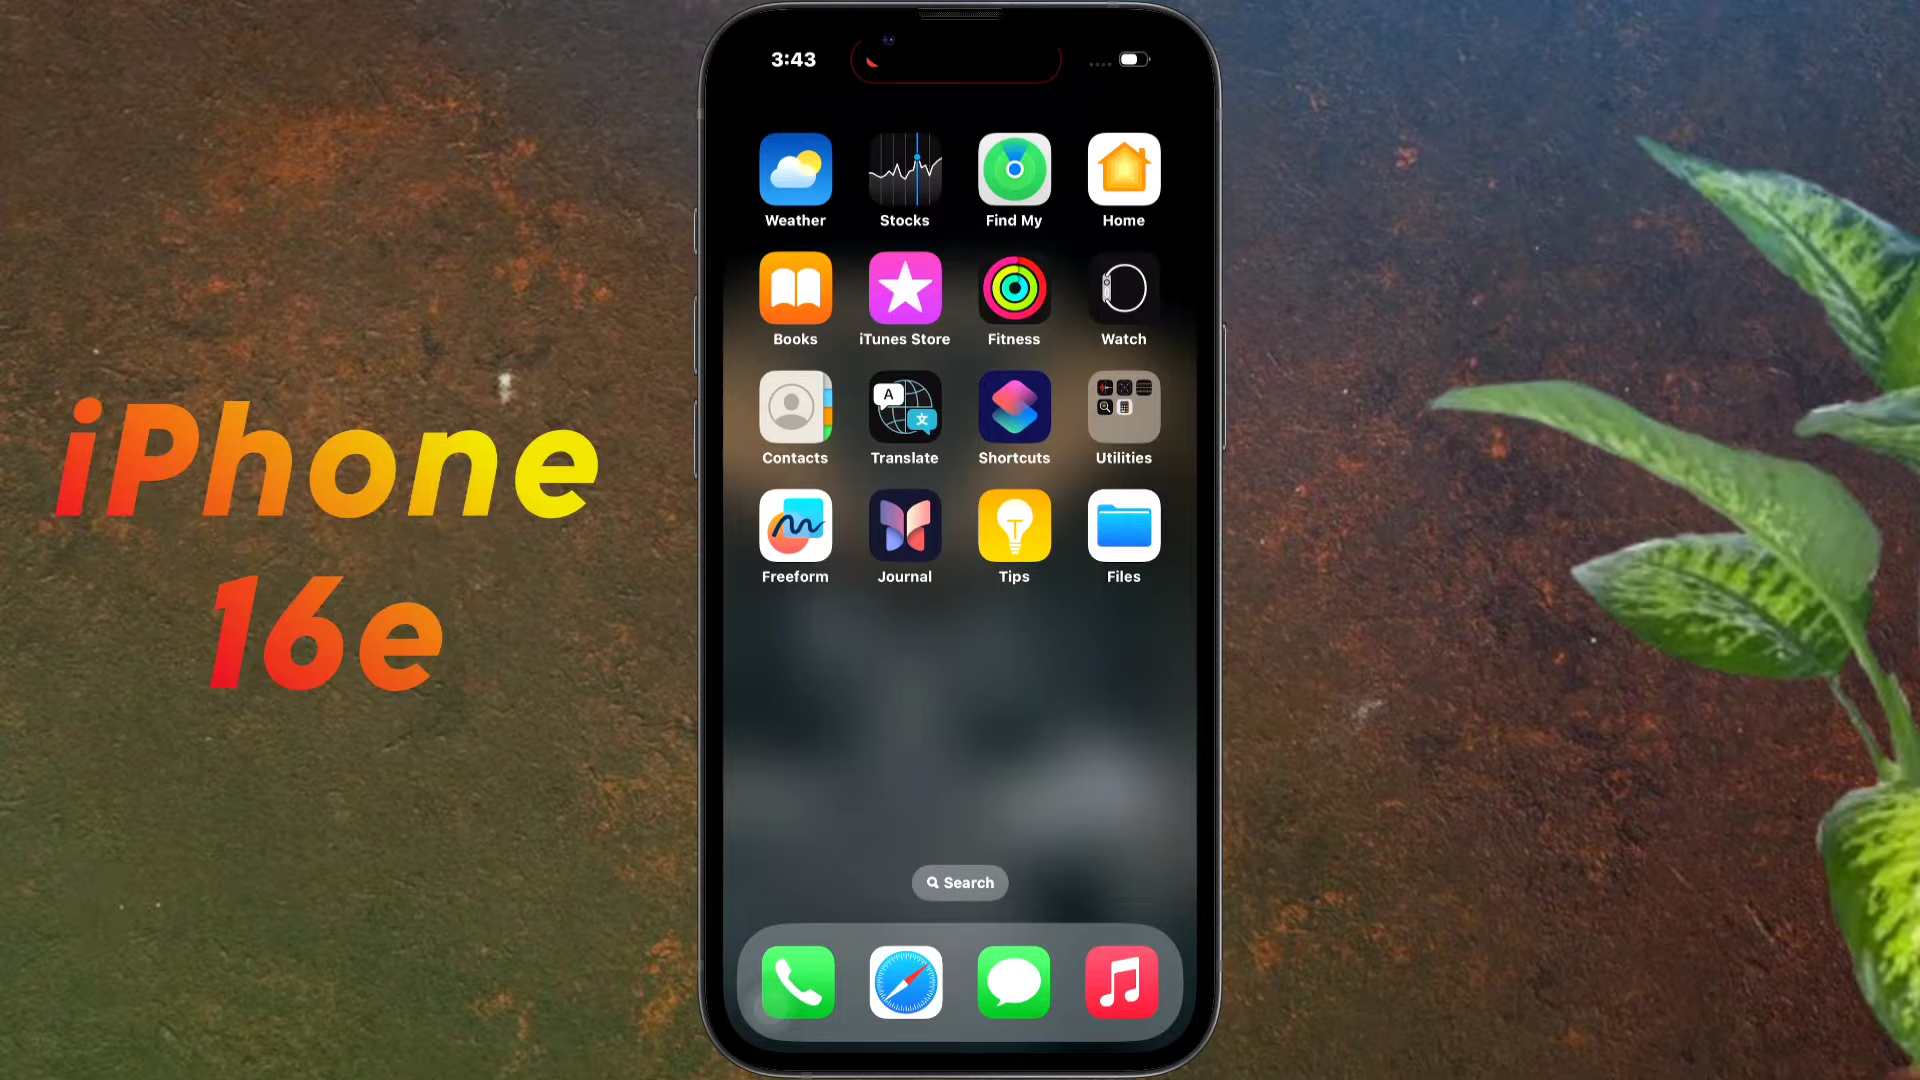 3:43
Weather Stocks Find My Home
Books iTunes Store Fitness Watch
A
文
Contacts Translate Shortcuts Utilities
Freeform Journal Tips Files
Search
iPhone
16e